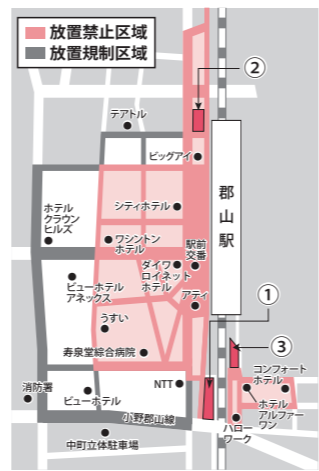 放置禁止区域
放置規制区域
②
テアトル
ビッグアイ
郡山駅
シティホテル
ホテル
クラウン
ヒルズ
ワシントン
ホテル
駅前
交番
ダイワ
ロイネット
ホテル
ビューホテル
アネックス
アティ
①
うすい
③
寿泉堂綜合病院
コンフォート
ホテル
消防署
NTT
ビューホテル
ホテル
アルファー
ワン
小野郡山線
ハロー
ワーク
中町立体駐車場